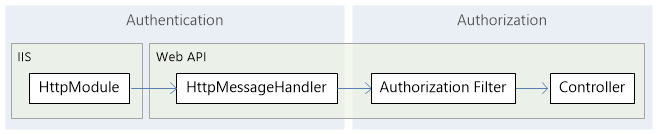 Authentication
Authorization
IIS
Web API
HttpModule
HttpMessageHandler
Authorization Filter
Controller